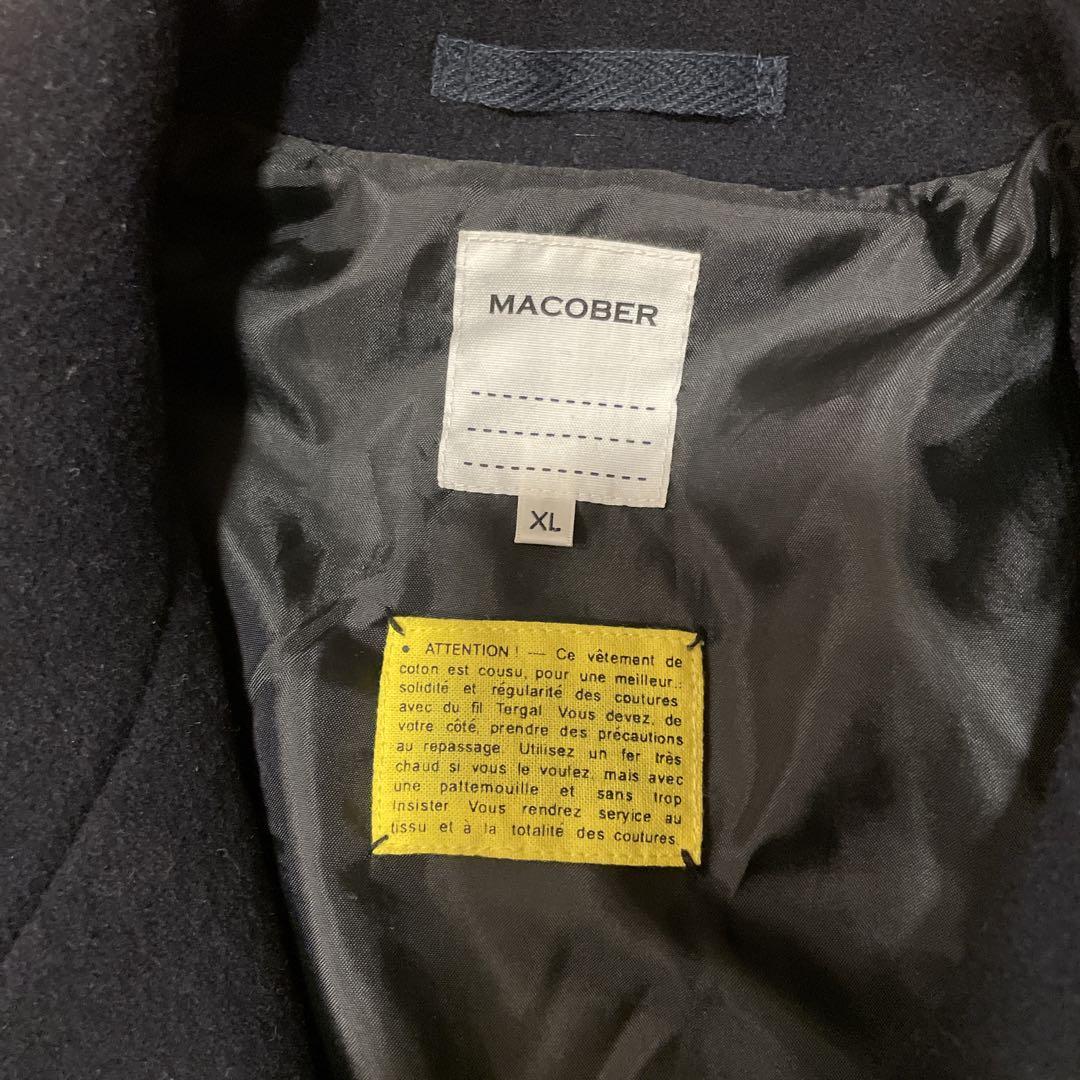 MACOBER
XL
• ATTENTION ! — Ce vêtement de
coton est cousu, pour une meilleur..
solidité et régularité des coutures
avec du fil Tergal. Vous devez, de
votre côté, prendre des précautions
au repassage. Utilisez un fer très
chaud si vous le voulez, mais avec
une pattemouille et sans trop
Insister. Vous rendrez service au
tissu et à la totalité des coutures.